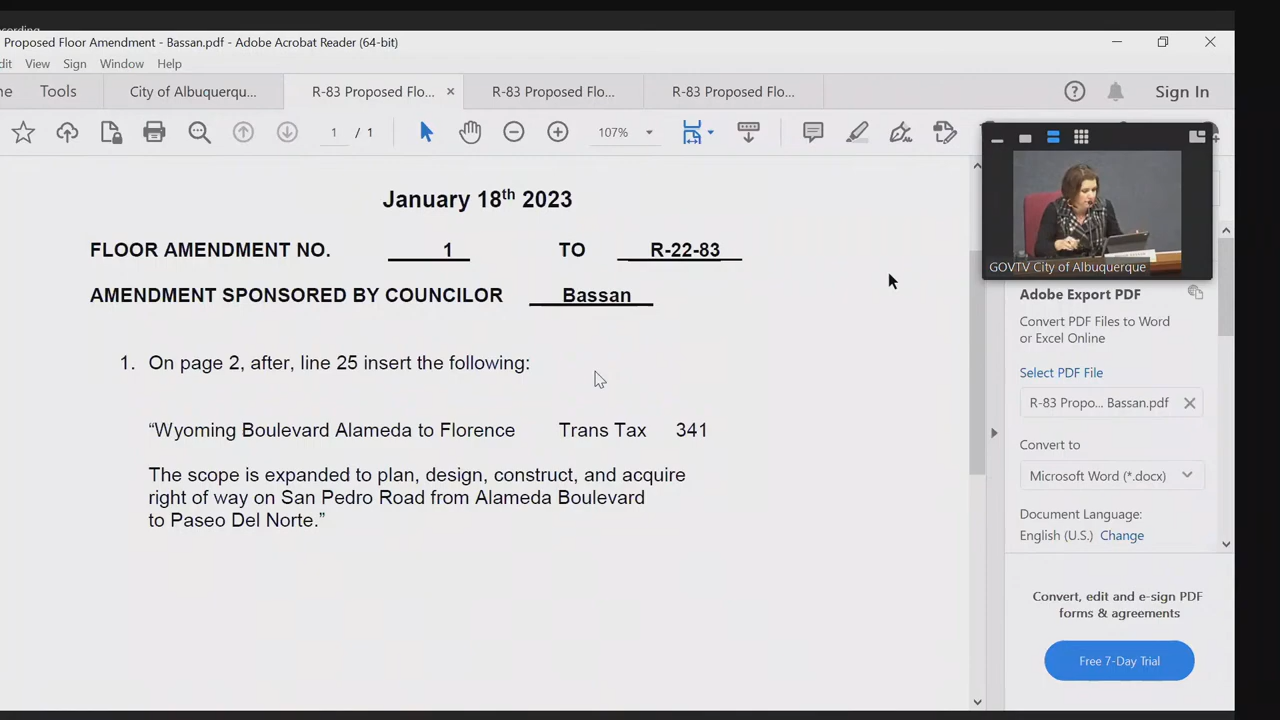 Proposed Floor Amendment - Bassan.pdf - Adobe Acrobat Reader (64-bit)
View Sign Window Help
Tools City of Albuquerqu... R-83 Proposed Flo... R-83 Proposed Flo... R-83 Proposed Flo... Sign In
1 / 1 107%
January 18th 2023
FLOOR AMENDMENT NO. 1 TO R-22-83
AMENDMENT SPONSORED BY COUNCILOR Bassan
1. On page 2, after, line 25 insert the following:
“Wyoming Boulevard Alameda to Florence Trans Tax 341
The scope is expanded to plan, design, construct, and acquire
right of way on San Pedro Road from Alameda Boulevard
to Paseo Del Norte.”
GOVTV City of Albuquerque
Adobe Export PDF
Convert PDF Files to Word
or Excel Online
Select PDF File
R-83 Propo... Bassan.pdf
Convert to
Microsoft Word (*.docx)
Document Language:
English (U.S.) Change
Convert, edit and e-sign PDF
forms & agreements
Free 7-Day Trial